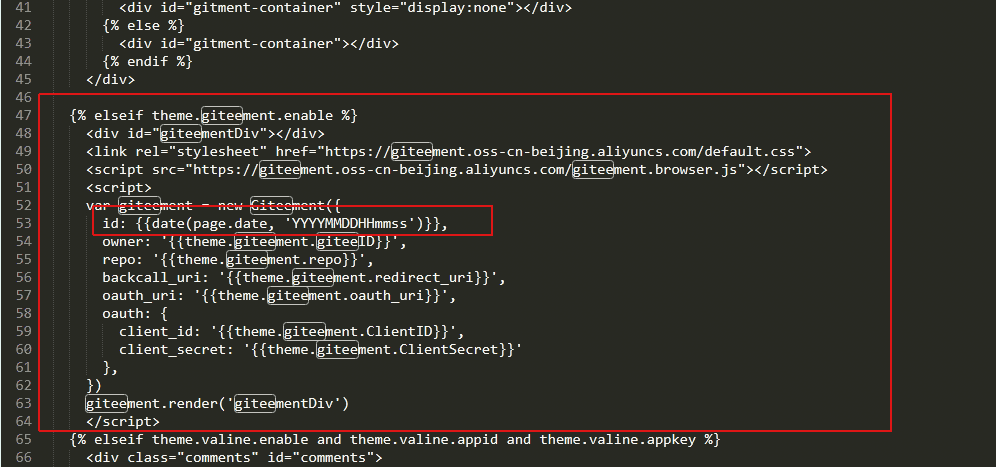 41 <div id="gitment-container" style="display:none"></div>
42 {% else %}
43 <div id="gitment-container"></div>
44 {% endif %}
45 </div>
46
47 {% elseif theme.giteement.enable %}
48 <div id="giteementDiv"></div>
49 <link rel="stylesheet" href="https://giteement.oss-cn-beijing.aliyuncs.com/default.css">
50 <script src="https://giteement.oss-cn-beijing.aliyuncs.com/giteement.browser.js"></script>
51 <script>
52 var giteement = new Giteement({
53 id: {{date(page.date, 'YYYYMMDDHHmmss')}},
54 owner: '{{theme.giteement.giteeID}}',
55 repo: '{{theme.giteement.repo}}',
56 backcall_uri: '{{theme.giteement.redirect_uri}}',
57 oauth_uri: '{{theme.giteement.oauth_uri}}',
58 oauth: {
59 client_id: '{{theme.giteement.ClientID}}',
60 client_secret: '{{theme.giteement.ClientSecret}}'
61 },
62 })
63 giteement.render('giteementDiv')
64 </script>
65 {% elseif theme.valine.enable and theme.valine.appid and theme.valine.appkey %}
66 <div class="comments" id="comments">